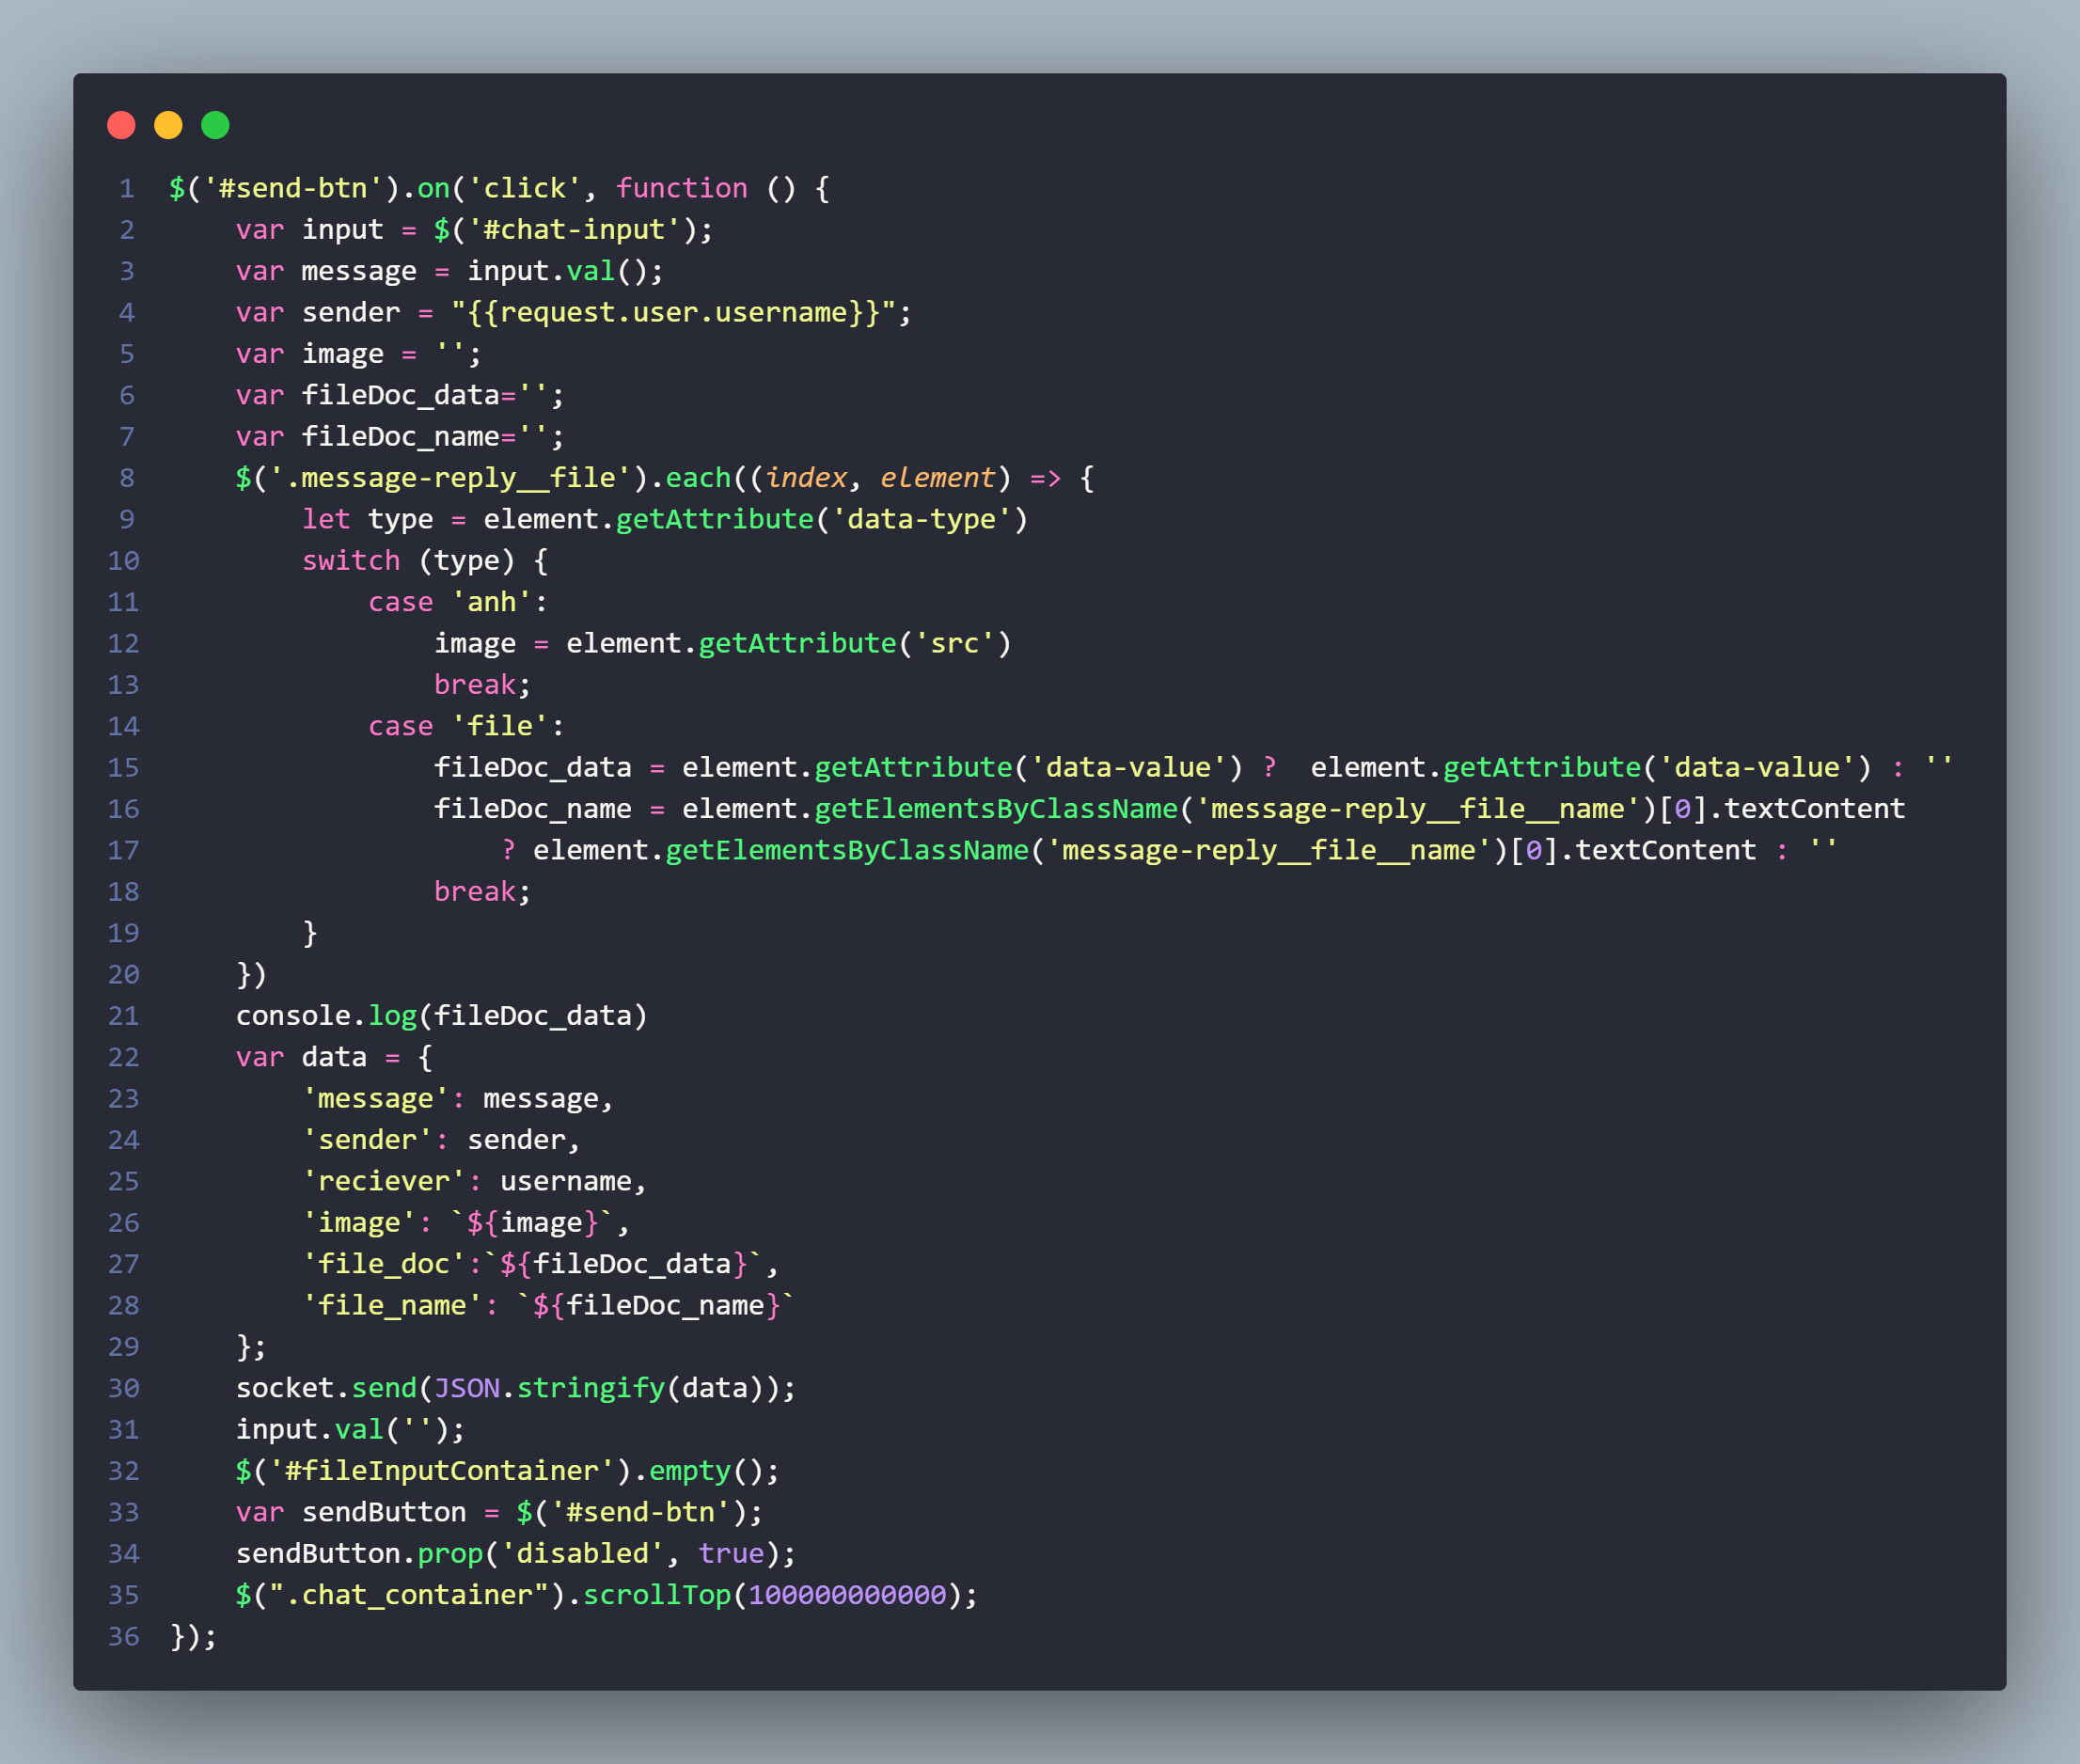 1 $('#send-btn').on('click', function () {
2     var input = $('#chat-input');
3     var message = input.val();
4     var sender = "{{request.user.username}}";
5     var image = '';
6     var fileDoc_data='';
7     var fileDoc_name='';
8     $('.message-reply__file').each((index, element) => {
9         let type = element.getAttribute('data-type')
10         switch (type) {
11             case 'anh':
12                 image = element.getAttribute('src')
13                 break;
14             case 'file':
15                 fileDoc_data = element.getAttribute('data-value') ?  element.getAttribute('data-value') : ''
16                 fileDoc_name = element.getElementsByClassName('message-reply__file__name')[0].textContent
17                     ? element.getElementsByClassName('message-reply__file__name')[0].textContent : ''
18                 break;
19         }
20     })
21     console.log(fileDoc_data)
22     var data = {
23         'message': message,
24         'sender': sender,
25         'reciever': username,
26         'image': `${image}`,
27         'file_doc':`${fileDoc_data}`,
28         'file_name': `${fileDoc_name}`
29     };
30     socket.send(JSON.stringify(data));
31     input.val('');
32     $('#fileInputContainer').empty();
33     var sendButton = $('#send-btn');
34     sendButton.prop('disabled', true);
35     $(".chat_container").scrollTop(100000000000);
36 });